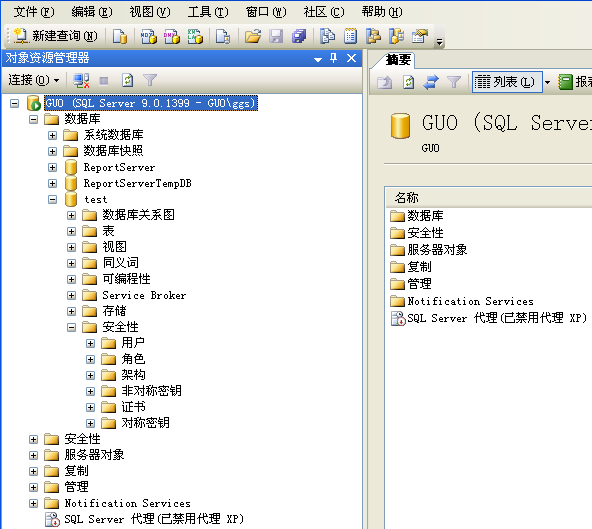 文件(F) 编辑(E) 视图(V) 工具(T) 窗口(W) 社区(C) 帮助(H)
新建查询(N)
对象资源管理器
连接(O)
GUO (SQL Server 9.0.1399 - GUO\ggs)
数据库
系统数据库
数据库快照
ReportServer
ReportServerTempDB
test
数据库关系图
表
视图
同义词
可编程性
Service Broker
存储
安全性
用户
角色
架构
非对称密钥
证书
对称密钥
安全性
服务器对象
复制
管理
Notification Services
SQL Server 代理(已禁用代理 XP)
摘要
列表(L) 报
GUO (SQL Serve
GUO
名称
数据库
安全性
服务器对象
复制
管理
Notification Services
SQL Server 代理(已禁用代理 XP)